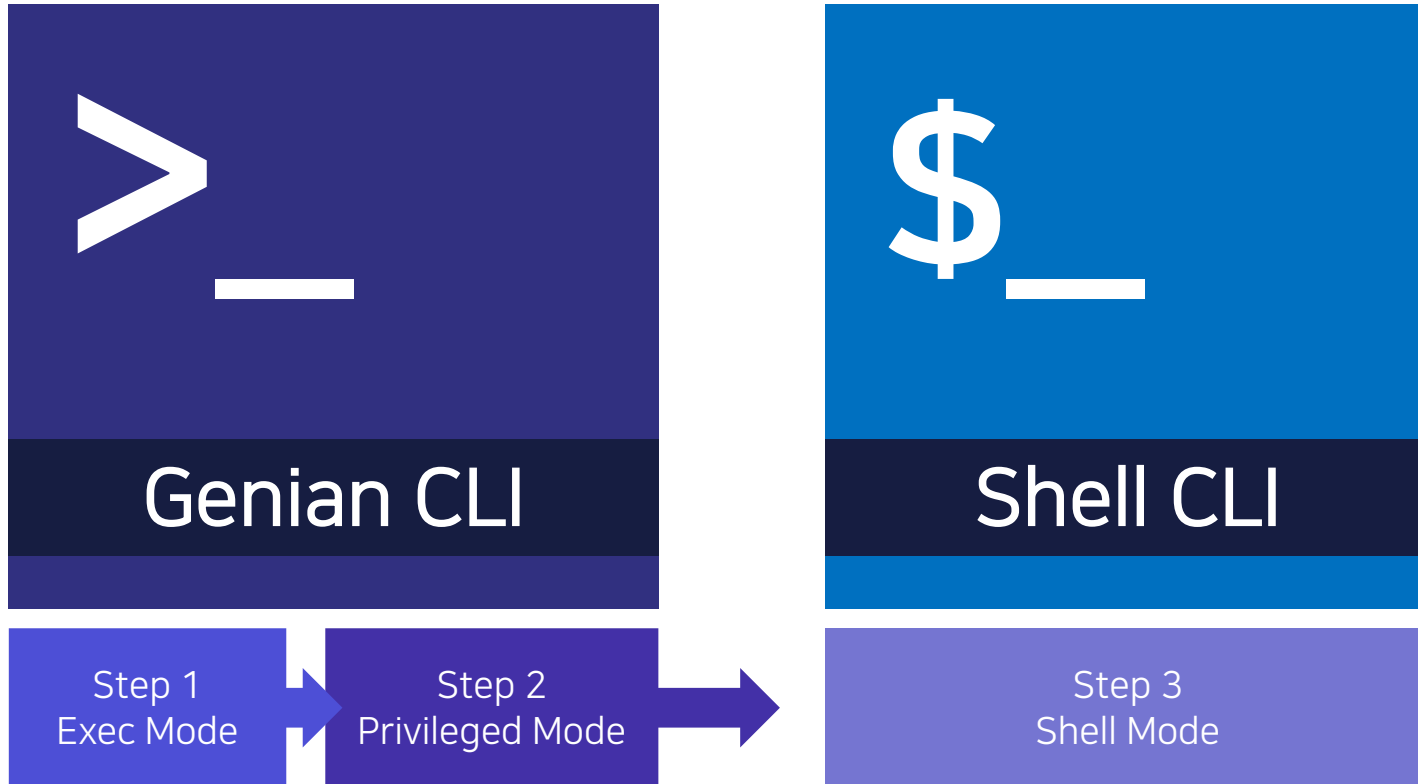 >_
$_
Genian CLI
Shell CLI
Step 1
Exec Mode
Step 2
Privileged Mode
Step 3
Shell Mode